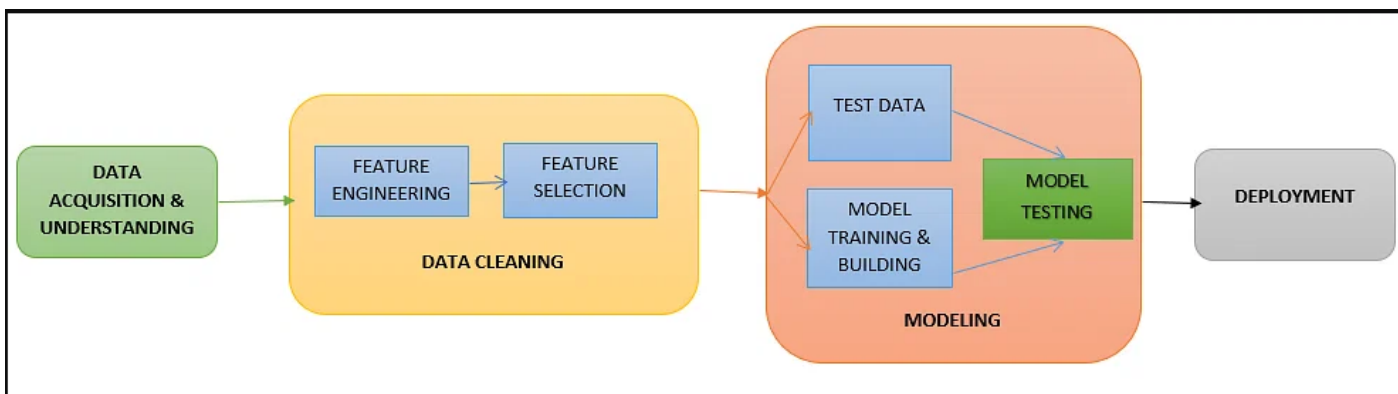 DATA
ACQUISITION &
UNDERSTANDING
FEATURE
ENGINEERING
FEATURE
SELECTION
DATA CLEANING
TEST DATA
MODEL
TRAINING &
BUILDING
MODEL
TESTING
MODELING
DEPLOYMENT